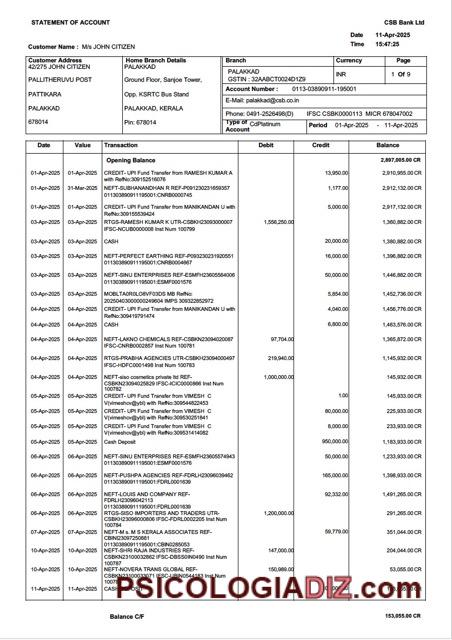 STATEMENT OF ACCOUNT
CSB Bank Ltd
Date 11-Apr-2025
Time 15:47:25
Customer Name : M/s JOHN CITIZEN
Customer Address
42/275 JOHN CITIZEN
PALLITHERUVU POST
PATTIKARA
PALAKKAD
678014
Home Branch Details
PALAKKAD
Ground Floor, Sanjoe Tower,
Opp. KSRTC Bus Stand
PALAKKAD, KERALA
Pin: 678014
Branch Currency Page
PALAKKAD INR 1 Of 9
GSTIN : 32AABCT0024D1Z9
Account Number : 0113-03890911-195001
E-Mail: palakkad@csb.co.in
Phone: 0491-2526498(D) IFSC CSBK0000113 MICR 678047002
Type of Account CdPlatinum Period 01-Apr-2025 - 11-Apr-2025
Date Value Transaction Debit Credit Balance
Opening Balance 2,897,005.00 CR
01-Apr-2025 01-Apr-2025 CREDIT- UPI Fund Transfer from RAMESH KUMAR A 13,950.00 2,910,955.00 CR
with RefNo:309152516076
01-Apr-2025 31-Mar-2025 NEFT-SUBHANANDHAN R REF-P091230231659357 1,177.00 2,912,132.00 CR
011303890911195001:CNRB0000745
01-Apr-2025 01-Apr-2025 CREDIT- UPI Fund Transfer from MANIKANDAN U with 5,000.00 2,917,132.00 CR
RefNo:309155539424
03-Apr-2025 03-Apr-2025 RTGS-RAMESH KUMAR K UTR-CSBKH23093000007 1,556,250.00 1,360,882.00 CR
IFSC-NCUB0000008 Inst Num 100799
03-Apr-2025 03-Apr-2025 CASH 20,000.00 1,380,882.00 CR
03-Apr-2025 03-Apr-2025 NEFT-PERFECT EARTHING REF-P093230231920551 16,000.00 1,396,882.00 CR
011303890911195001:CNRB0004667
03-Apr-2025 03-Apr-2025 NEFT-SINU ENTERPRISES REF-ESMFH23605564006 50,000.00 1,446,882.00 CR
011303890911195001:ESMF0001576
03-Apr-2025 03-Apr-2025 MOBLTA0R0LO8VF03DS MB RefNo: 5,854.00 1,452,736.00 CR
20250403000000249604 IMPS 309322852972
04-Apr-2025 04-Apr-2025 CREDIT- UPI Fund Transfer from MANIKANDAN U with 4,040.00 1,456,776.00 CR
RefNo:309419791474
04-Apr-2025 04-Apr-2025 CASH 6,800.00 1,463,576.00 CR
04-Apr-2025 04-Apr-2025 NEFT-LAKNO CHEMICALS REF-CSBKN23094020087 97,704.00 1,365,872.00 CR
IFSC-CNRB0002857 Inst Num 100781
04-Apr-2025 04-Apr-2025 RTGS-PRABHA AGENCIES UTR-CSBKH23094000497 219,940.00 1,145,932.00 CR
IFSC-HDFC0001498 Inst Num 100783
04-Apr-2025 04-Apr-2025 NEFT-siso cosmetics private ltd REF- 1,000,000.00 145,932.00 CR
CSBKN23094025829 IFSC-ICIC0000866 Inst Num
100782
05-Apr-2025 05-Apr-2025 CREDIT- UPI Fund Transfer from VIMESH C 1.00 145,933.00 CR
V(vimeshov@ybl) with RefNo:309544822453
05-Apr-2025 05-Apr-2025 CREDIT- UPI Fund Transfer from VIMESH C 80,000.00 225,933.00 CR
V(vimeshov@ybl) with RefNo:309530251841
05-Apr-2025 05-Apr-2025 CREDIT- UPI Fund Transfer from VIMESH C 8,000.00 233,933.00 CR
V(vimeshov@ybl) with RefNo:309531414082
05-Apr-2025 05-Apr-2025 Cash Deposit 950,000.00 1,183,933.00 CR
06-Apr-2025 06-Apr-2025 NEFT-SINU ENTERPRISES REF-ESMFH23605574943 50,000.00 1,233,933.00 CR
011303890911195001:ESMF0001576
06-Apr-2025 06-Apr-2025 NEFT-PUSHPA AGENCIES REF-FDRLH23096039462 165,000.00 1,398,933.00 CR
011303890911195001:FDRL0001639
06-Apr-2025 06-Apr-2025 NEFT-LOUIS AND COMPANY REF- 92,332.00 1,491,265.00 CR
FDRLH23096042113
011303890911195001:FDRL0001639
06-Apr-2025 06-Apr-2025 RTGS-SISO IMPORTERS AND TRADERS UTR- 1,200,000.00 291,265.00 CR
CSBKH23096000806 IFSC-FDRL0002205 Inst Num
100784
07-Apr-2025 07-Apr-2025 NEFT-M s. M S KERALA ASSOCIATES REF- 59,779.00 351,044.00 CR
CBIN23097250681
011303890911195001:CBIN0285053
10-Apr-2025 10-Apr-2025 NEFT-SHRI RAJA INDUSTRIES REF- 147,000.00 204,044.00 CR
CSBKN23100032862 IFSC-DBSS0IN0490 Inst Num
100787
10-Apr-2025 10-Apr-2025 NEFT-NOVERA TRANS GLOBAL REF- 150,989.00 53,055.00 CR
CSBKN23100033071 IFSC-UBIN0544183 Inst Num
11-Apr-2025 11-Apr-2025
PSICOLOGIADIZ.com
Balance C/F 153,055.00 CR